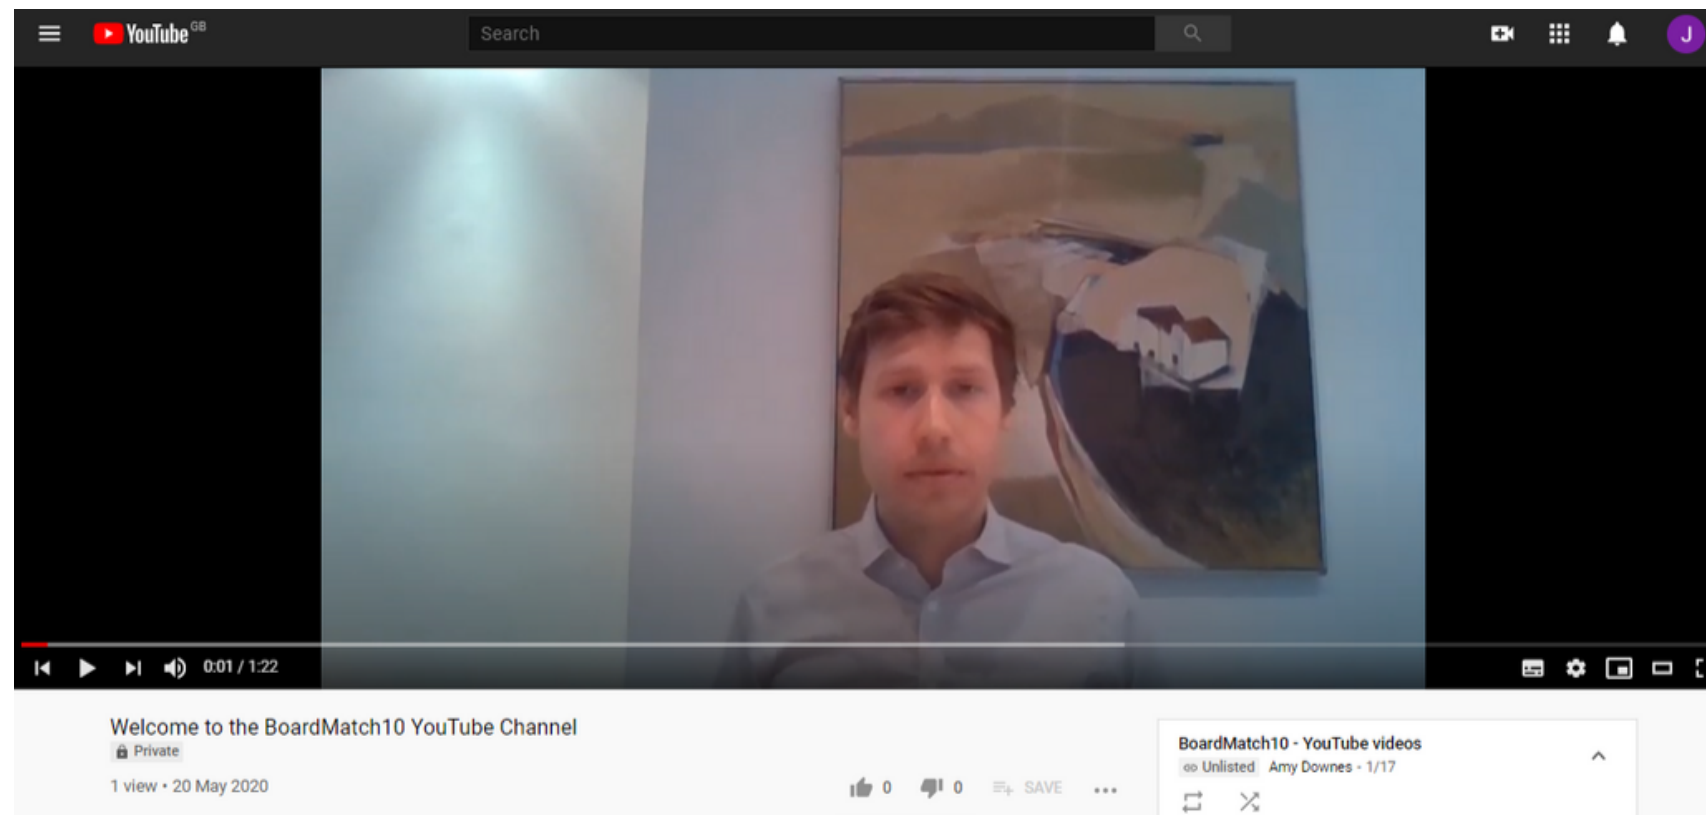 YouTube GB
Search
J
0:01 / 1:22
Welcome to the BoardMatch10 YouTube Channel
Private
1 view • 20 May 2020
0 0 SAVE
BoardMatch10 - YouTube videos
Unlisted Amy Downes - 1/17